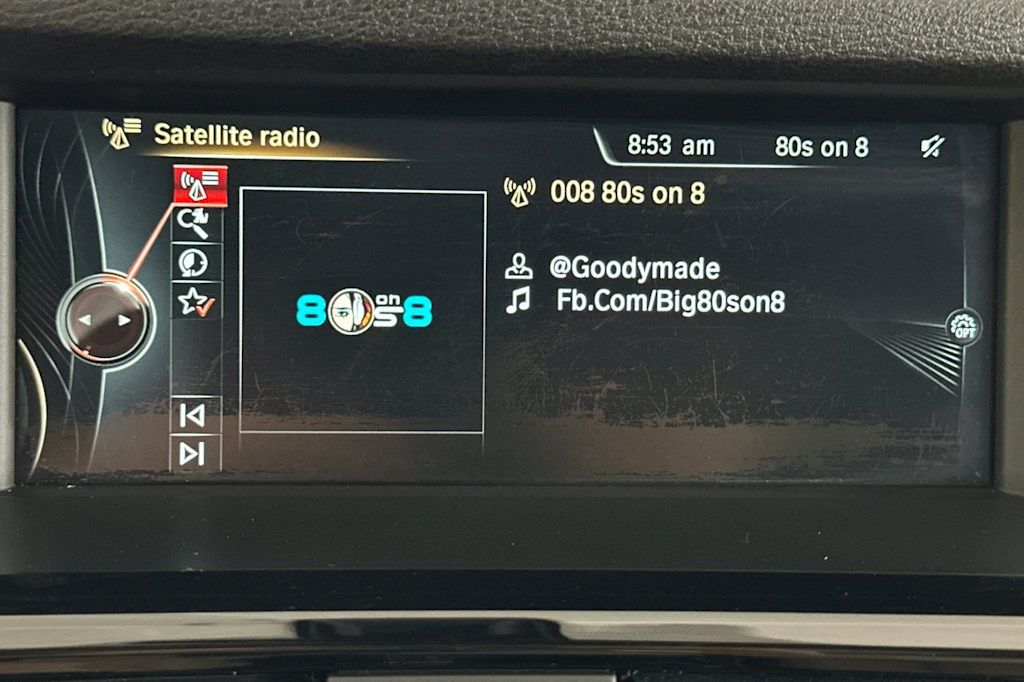 Satellite radio
8:53 am
80s on 8
008 80s on 8
@Goodymade
Fb.Com/Big80son8
8 on 8
OPT